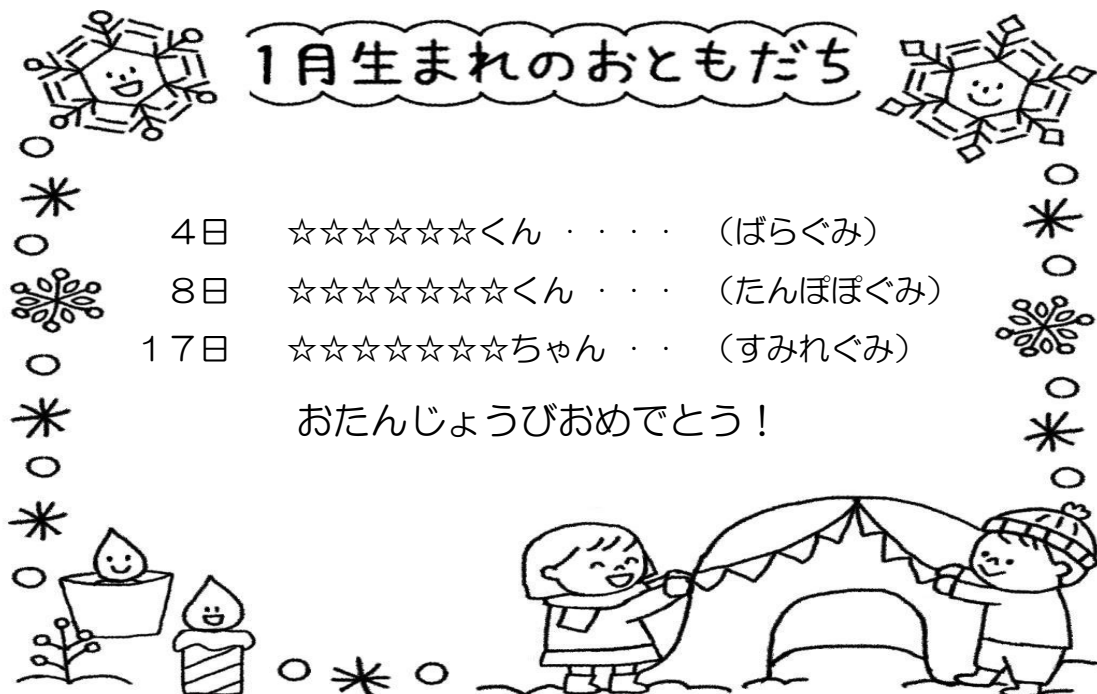 1月生まれのおともだち
4日 ☆☆☆☆☆☆くん ・・・・ （ばらぐみ）
8日 ☆☆☆☆☆☆☆くん ・・・ （たんぽぽぐみ）
17日 ☆☆☆☆☆☆☆ちゃん ・・ （すみれぐみ）
おたんじょうびおめでとう！